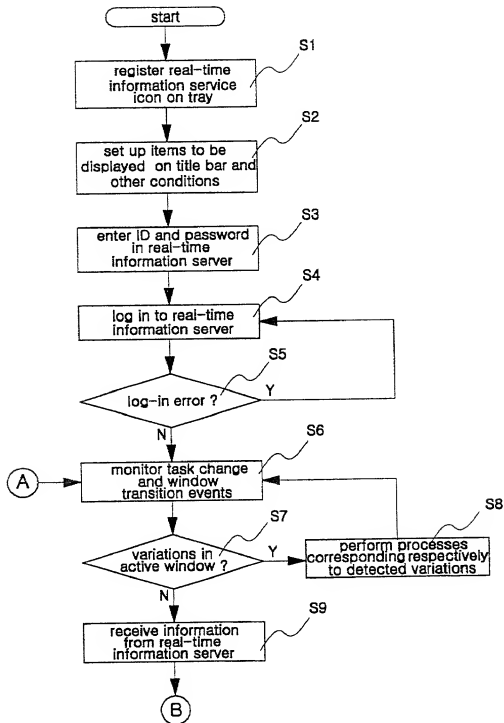 start
S1
register real-time
information service
icon on tray
S2
set up items to be
displayed on title bar and
other conditions
S3
enter ID and password
in real-time
information server
S4
log in to real-time
information server
S5
log-in error ?
Y
N
S6
A
monitor task change
and window
transition events
S7
S8
variations in
active window ?
Y
perform processes
corresponding respectively
to detected variations
N
S9
receive information
from real-time
information server
B